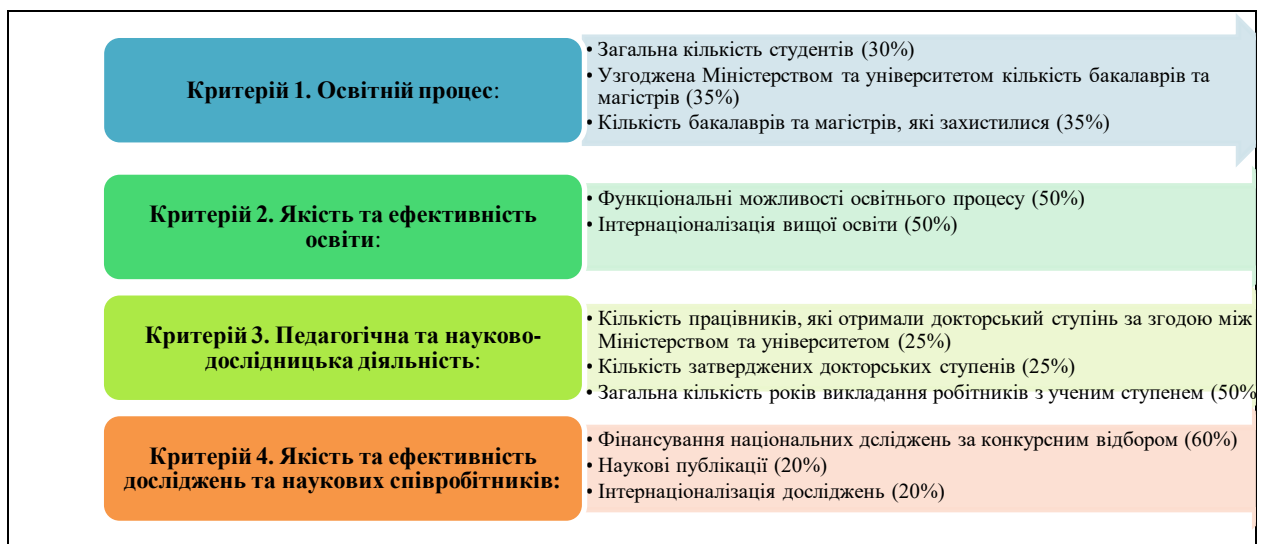 Критерій 1. Освітній процес:
• Загальна кількість студентів (30%)
• Узгоджена Міністерством та університетом кількість бакалаврів та
магістрів (35%)
• Кількість бакалаврів та магістрів, які захистилися (35%)
Критерій 2. Якість та ефективність
освіти:
• Функціональні можливості освітнього процесу (50%)
• Інтернаціоналізація вищої освіти (50%)
Критерій 3. Педагогічна та науково-
дослідницька діяльність:
• Кількість працівників, які отримали докторський ступінь за згодою між
Міністерством та університетом (25%)
• Кількість затверджених докторських ступенів (25%)
• Загальна кількість років викладання робітників з ученим ступенем (50%
Критерій 4. Якість та ефективність
досліджень та наукових співробітників:
• Фінансування національних дсліджень за конкурсним відбором (60%)
• Наукові публікації (20%)
• Інтернаціоналізація досліджень (20%)